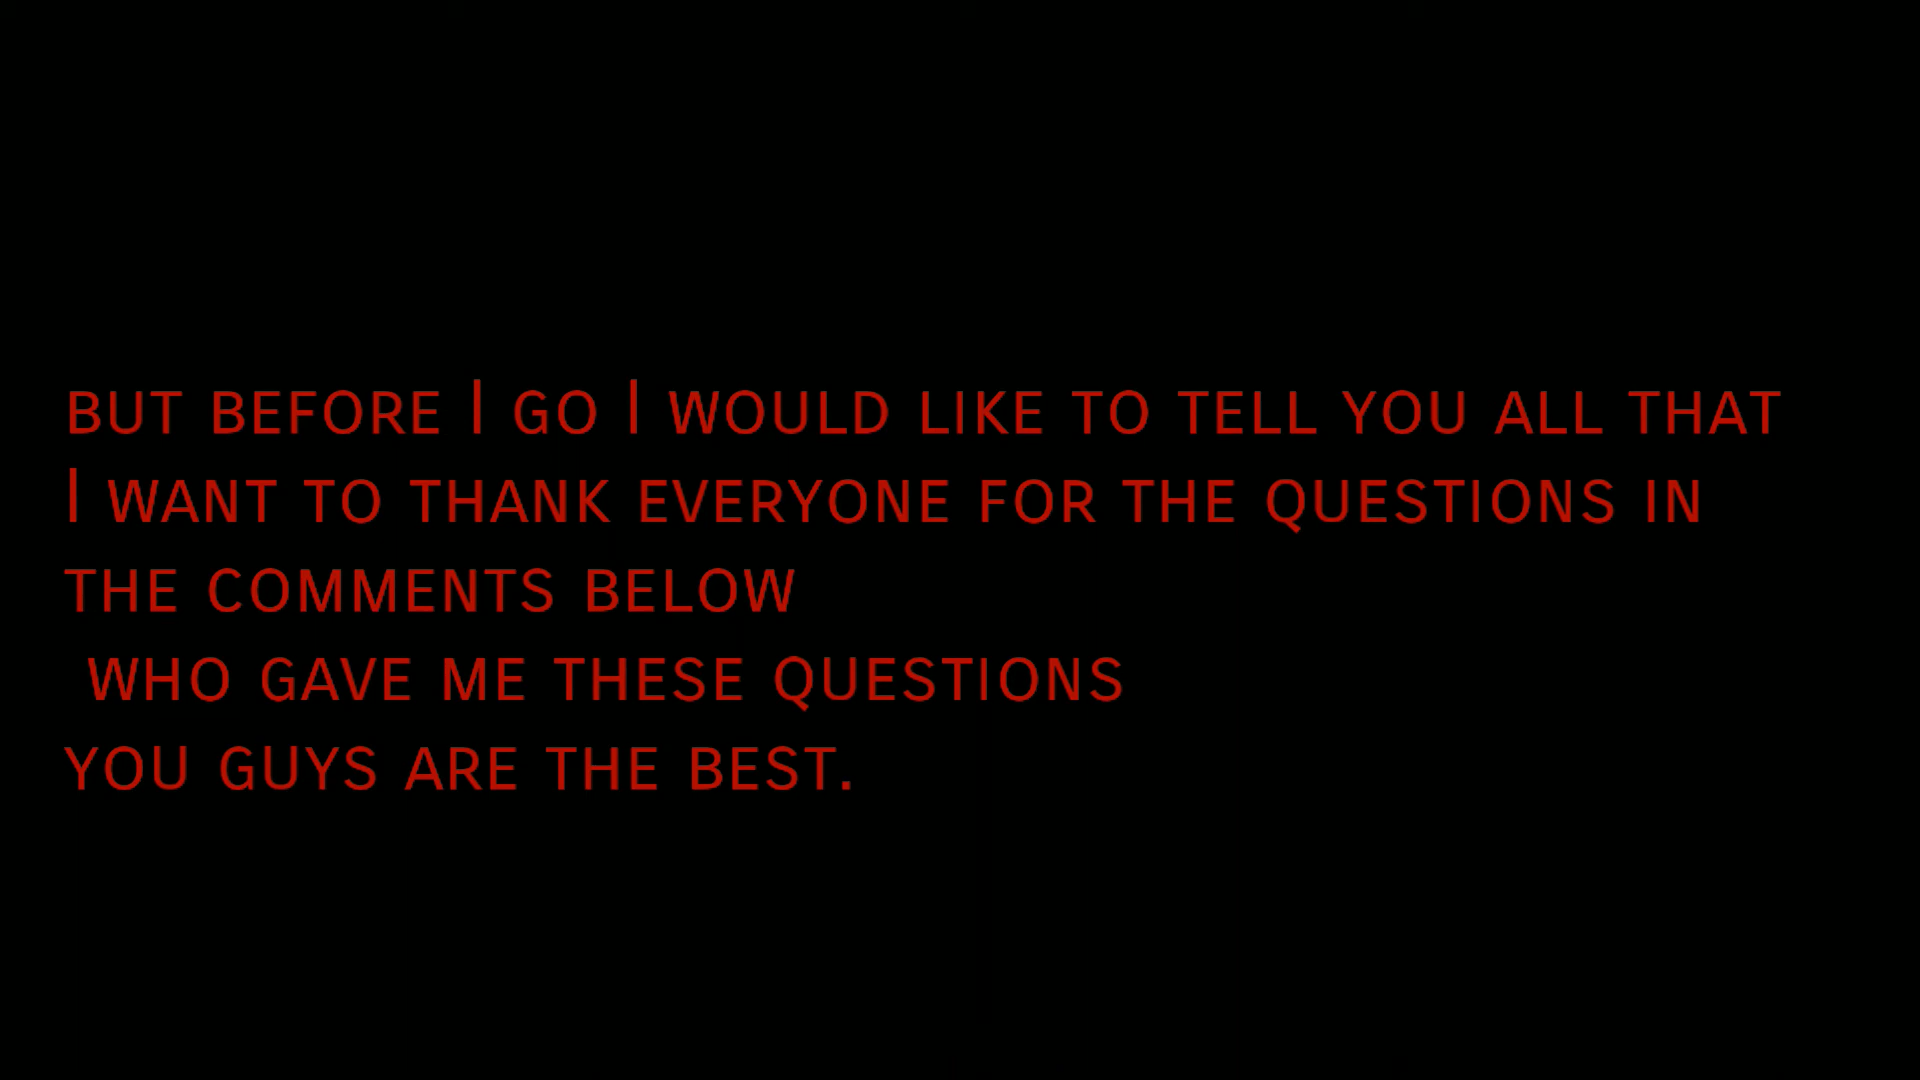 but before I go I would like to tell you all that
I want to thank everyone for the questions in
the comments below
who gave me these questions
you guys are the best.